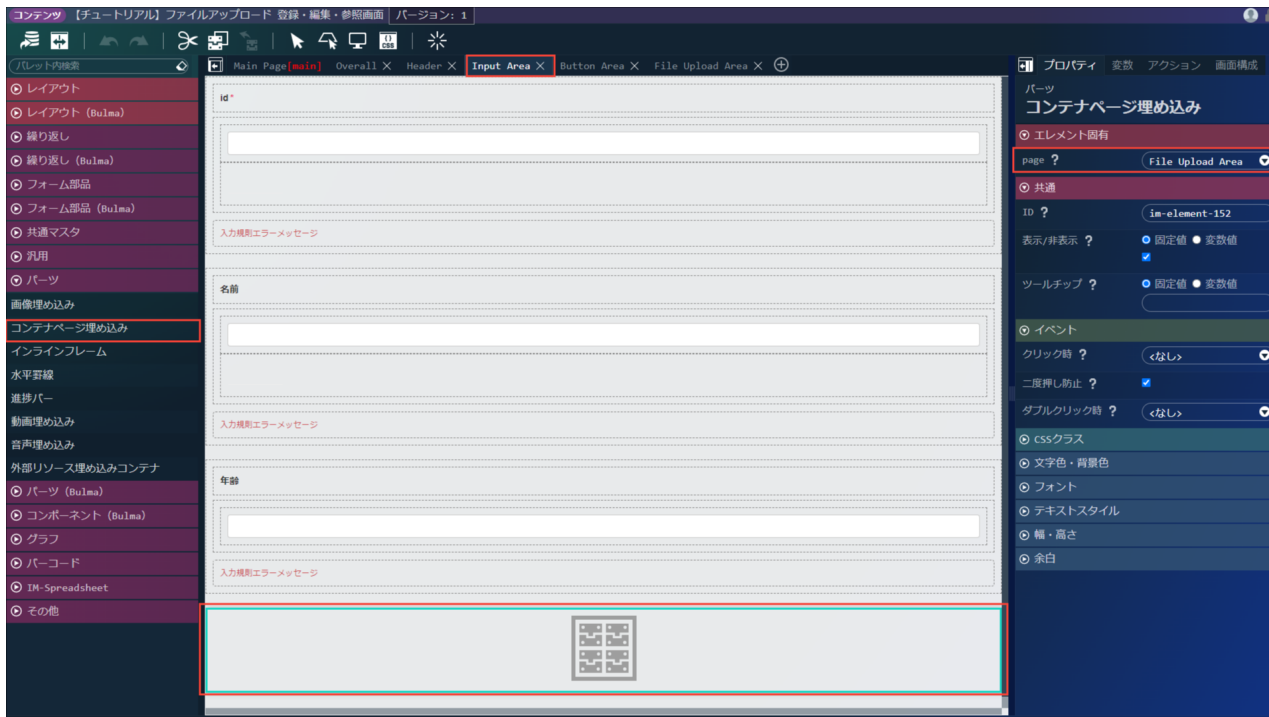 コンテンツ 【チュートリアル】ファイルアップロード 登録・編集・参照画面 バージョン: 1
パレット内検索
レイアウト
レイアウト (Bulma)
繰り返し
繰り返し (Bulma)
フォーム部品
フォーム部品 (Bulma)
共通マスタ
汎用
パーツ
画像埋め込み
コンテナページ埋め込み
インラインフレーム
水平罫線
進捗バー
動画埋め込み
音声埋め込み
外部リソース埋め込みコンテナ
パーツ (Bulma)
コンポーネント (Bulma)
グラフ
バーコード
IM-Spreadsheet
その他
Main Page[main] Overall Header Input Area Button Area File Upload Area
id*
入力規則エラーメッセージ
名前
入力規則エラーメッセージ
年齢
入力規則エラーメッセージ
プロパティ 変数 アクション 画面構成
パーツ
コンテナページ埋め込み
エレメント固有
page ? File Upload Area
共通
ID ? im-element-152
表示/非表示 ? 固定値 変数値
ツールチップ ? 固定値 変数値
イベント
クリック時 ? <なし>
二度押し防止 ?
ダブルクリック時 ? <なし>
CSSクラス
文字色・背景色
フォント
テキストスタイル
幅・高さ
余白